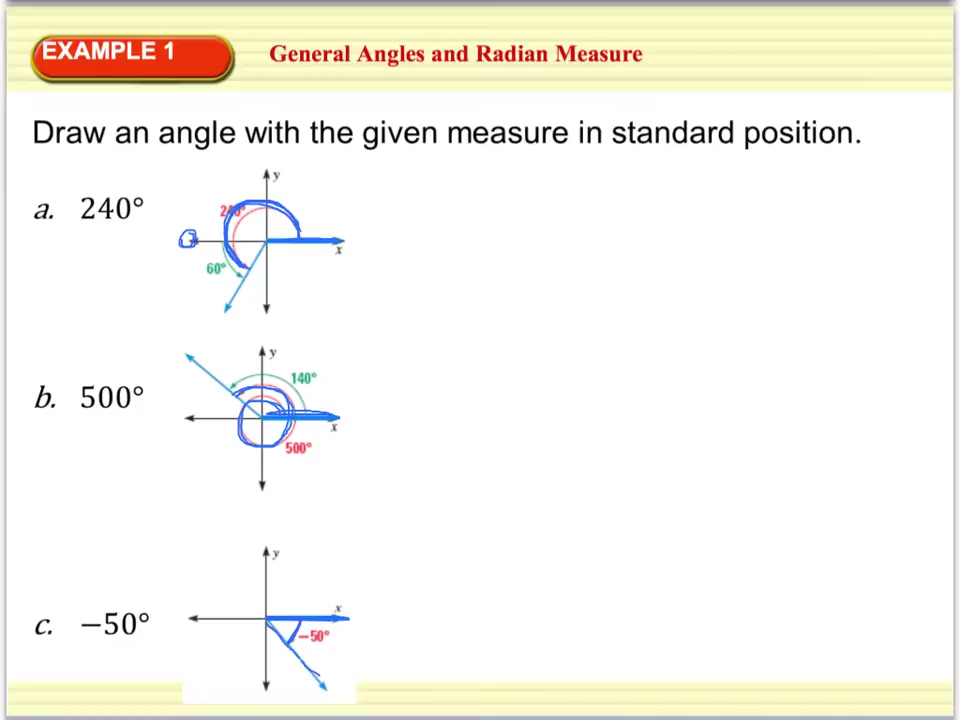 EXAMPLE 1
General Angles and Radian Measure
Draw an angle with the given measure in standard position.
a. 240°
y
240°
x
60°
b. 500°
y
140°
x
500°
c. −50°
y
x
−50°